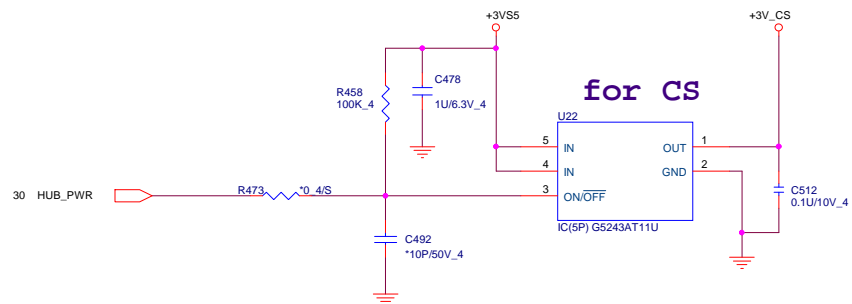 +3VS5
+3V_CS
for CS
R458
100K_4
C478
1U/6.3V_4
U22
5
IN
4
IN
3
ON/OFF
OUT
1
GND
2
IC(5P) G5243AT11U
C512
0.1U/10V_4
30 HUB_PWR
R473
*0_4/S
C492
*10P/50V_4